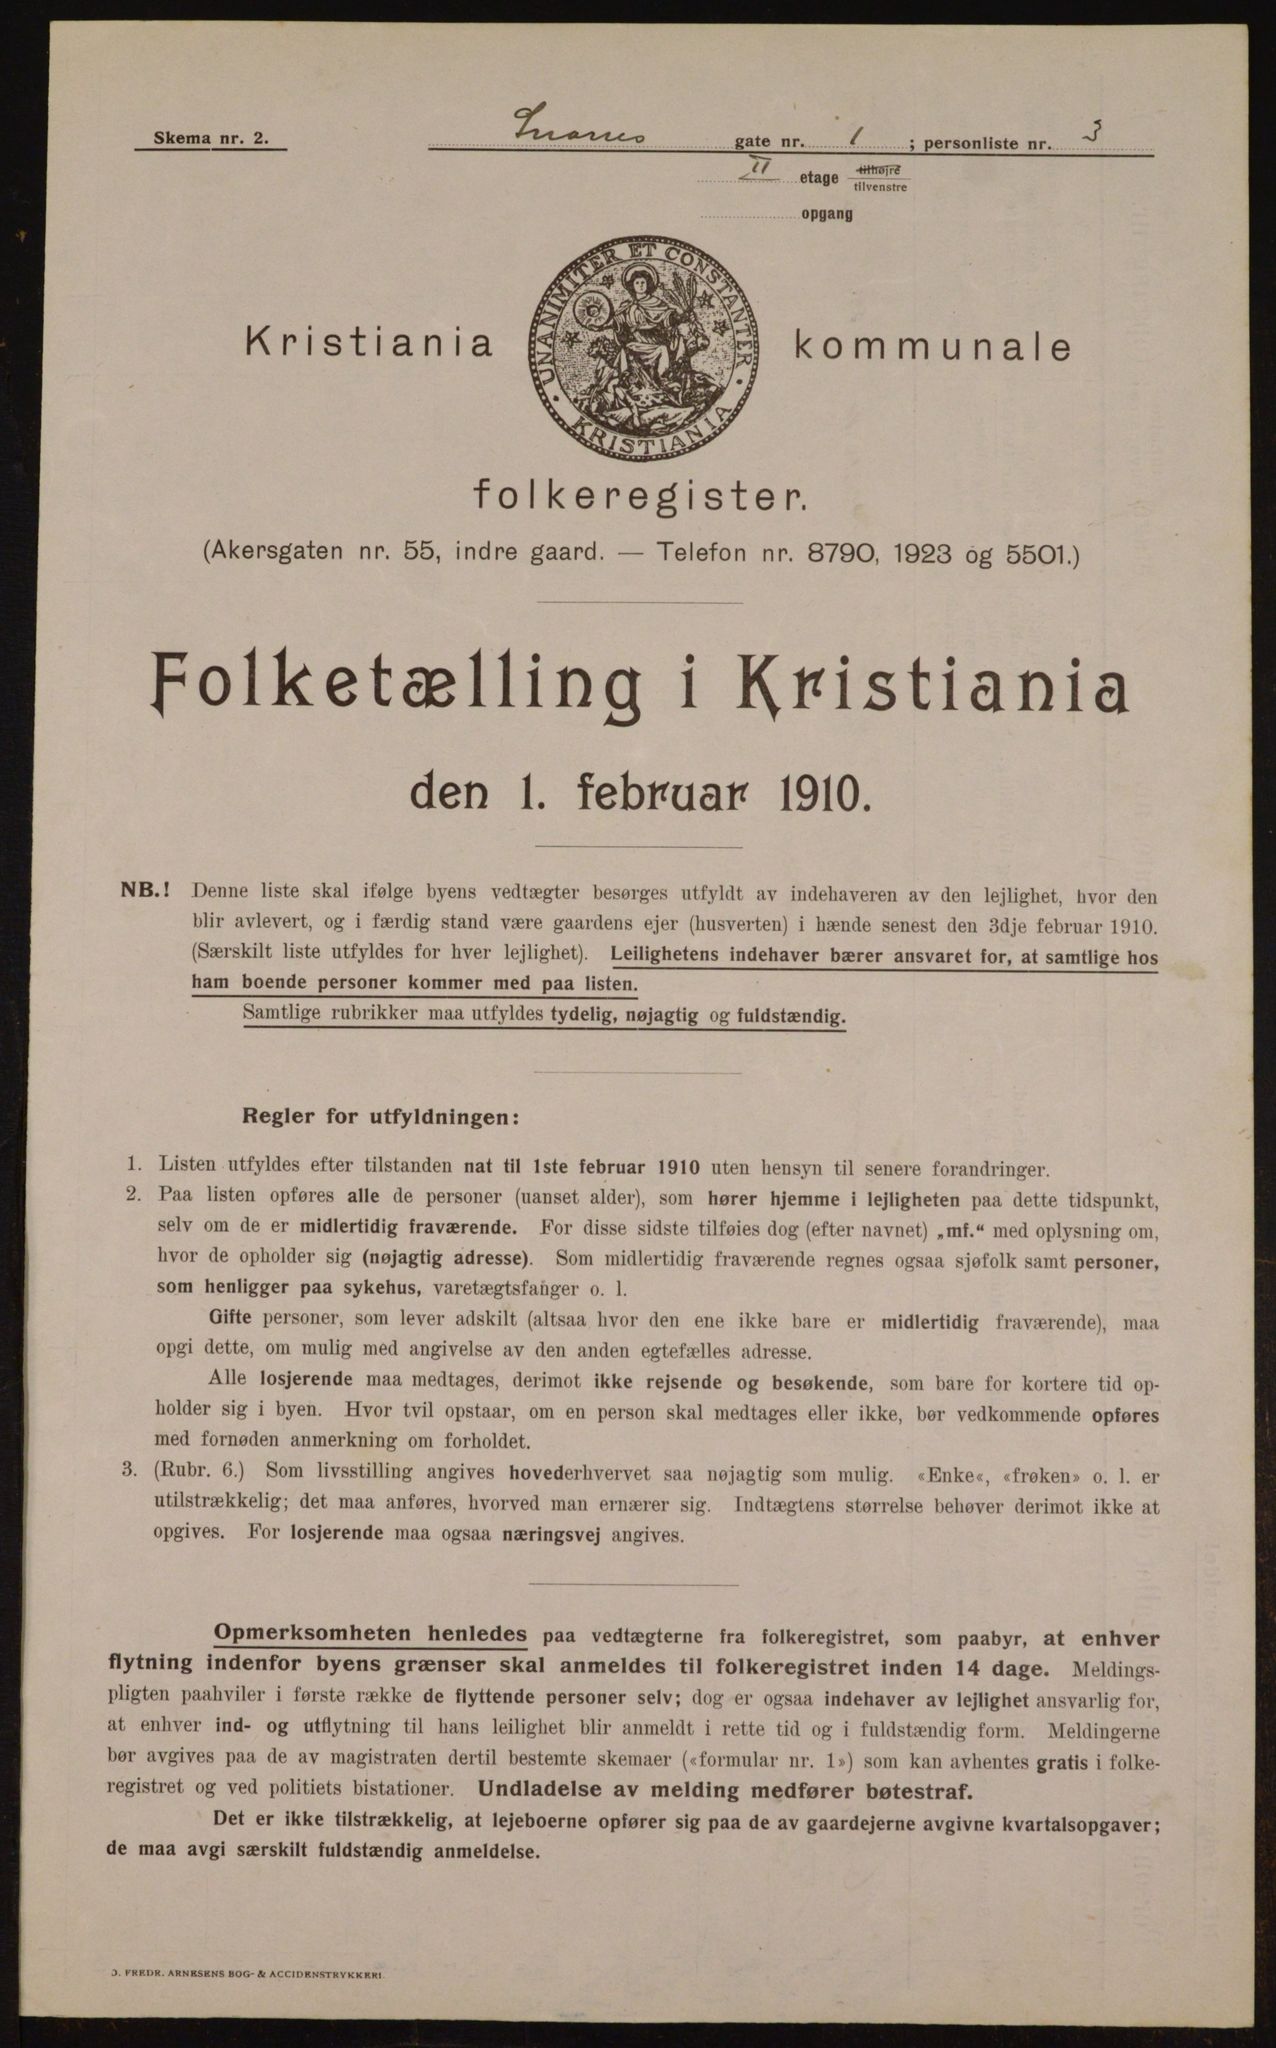 Skema nr. 2.
Snorres gate nr. 1 ; personliste nr. 3
II etage tilhøjre
tilvenstre
opgang
UNANIMITER ET CONSTANTER
KRISTIANIA
Kristiania kommunale
folkeregister.
(Akersgaten nr. 55, indre gaard. — Telefon nr. 8790, 1923 og 5501.)
Folketælling i Kristiania
den 1. februar 1910.
NB.! Denne liste skal ifølge byens vedtægter besørges utfyldt av indehaveren av den lejlighet, hvor den
blir avlevert, og i færdig stand være gaardens ejer (husverten) i hænde senest den 3dje februar 1910.
(Særskilt liste utfyldes for hver lejlighet). Leilighetens indehaver bærer ansvaret for, at samtlige hos
ham boende personer kommer med paa listen.
Samtlige rubrikker maa utfyldes tydelig, nøjagtig og fuldstændig.
Regler for utfyldningen:
1. Listen utfyldes efter tilstanden nat til 1ste februar 1910 uten hensyn til senere forandringer.
2. Paa listen opføres alle de personer (uanset alder), som hører hjemme i lejligheten paa dette tidspunkt,
selv om de er midlertidig fraværende. For disse sidste tilføies dog (efter navnet) „mf.“ med oplysning om,
hvor de opholder sig (nøjagtig adresse). Som midlertidig fraværende regnes ogsaa sjøfolk samt personer,
som henligger paa sykehus, varetægtsfanger o. l.
Gifte personer, som lever adskilt (altsaa hvor den ene ikke bare er midlertidig fraværende), maa
opgi dette, om mulig med angivelse av den anden egtefælles adresse.
Alle losjerende maa medtages, derimot ikke rejsende og besøkende, som bare for kortere tid op-
holder sig i byen. Hvor tvil opstaar, om en person skal medtages eller ikke, bør vedkommende opføres
med fornøden anmerkning om forholdet.
3. (Rubr. 6.) Som livsstilling angives hovederhvervet saa nøjagtig som mulig. «Enke«, «frøken» o. l. er
utilstrækkelig; det maa anføres, hvorved man ernærer sig. Indtægtens størrelse behøver derimot ikke at
opgives. For losjerende maa ogsaa næringsvej angives.
Opmerksomheten henledes paa vedtægterne fra folkeregistret, som paabyr, at enhver
flytning indenfor byens grænser skal anmeldes til folkeregistret inden 14 dage. Meldings-
pligten paahviler i første række de flyttende personer selv; dog er ogsaa indehaver av lejlighet ansvarlig for,
at enhver ind- og utflytning til hans leilighet blir anmeldt i rette tid og i fuldstændig form. Meldingerne
bør avgives paa de av magistraten dertil bestemte skemaer («formular nr. 1») som kan avhentes gratis i folke-
registret og ved politiets bistationer. Undladelse av melding medfører bøtestraf.
Det er ikke tilstrækkelig, at lejeboerne opfører sig paa de av gaardejerne avgivne kvartalsopgaver;
de maa avgi særskilt fuldstændig anmeldelse.
O. FREDR. ARNESENS BOG- & ACCIDENSTRYKKERI.